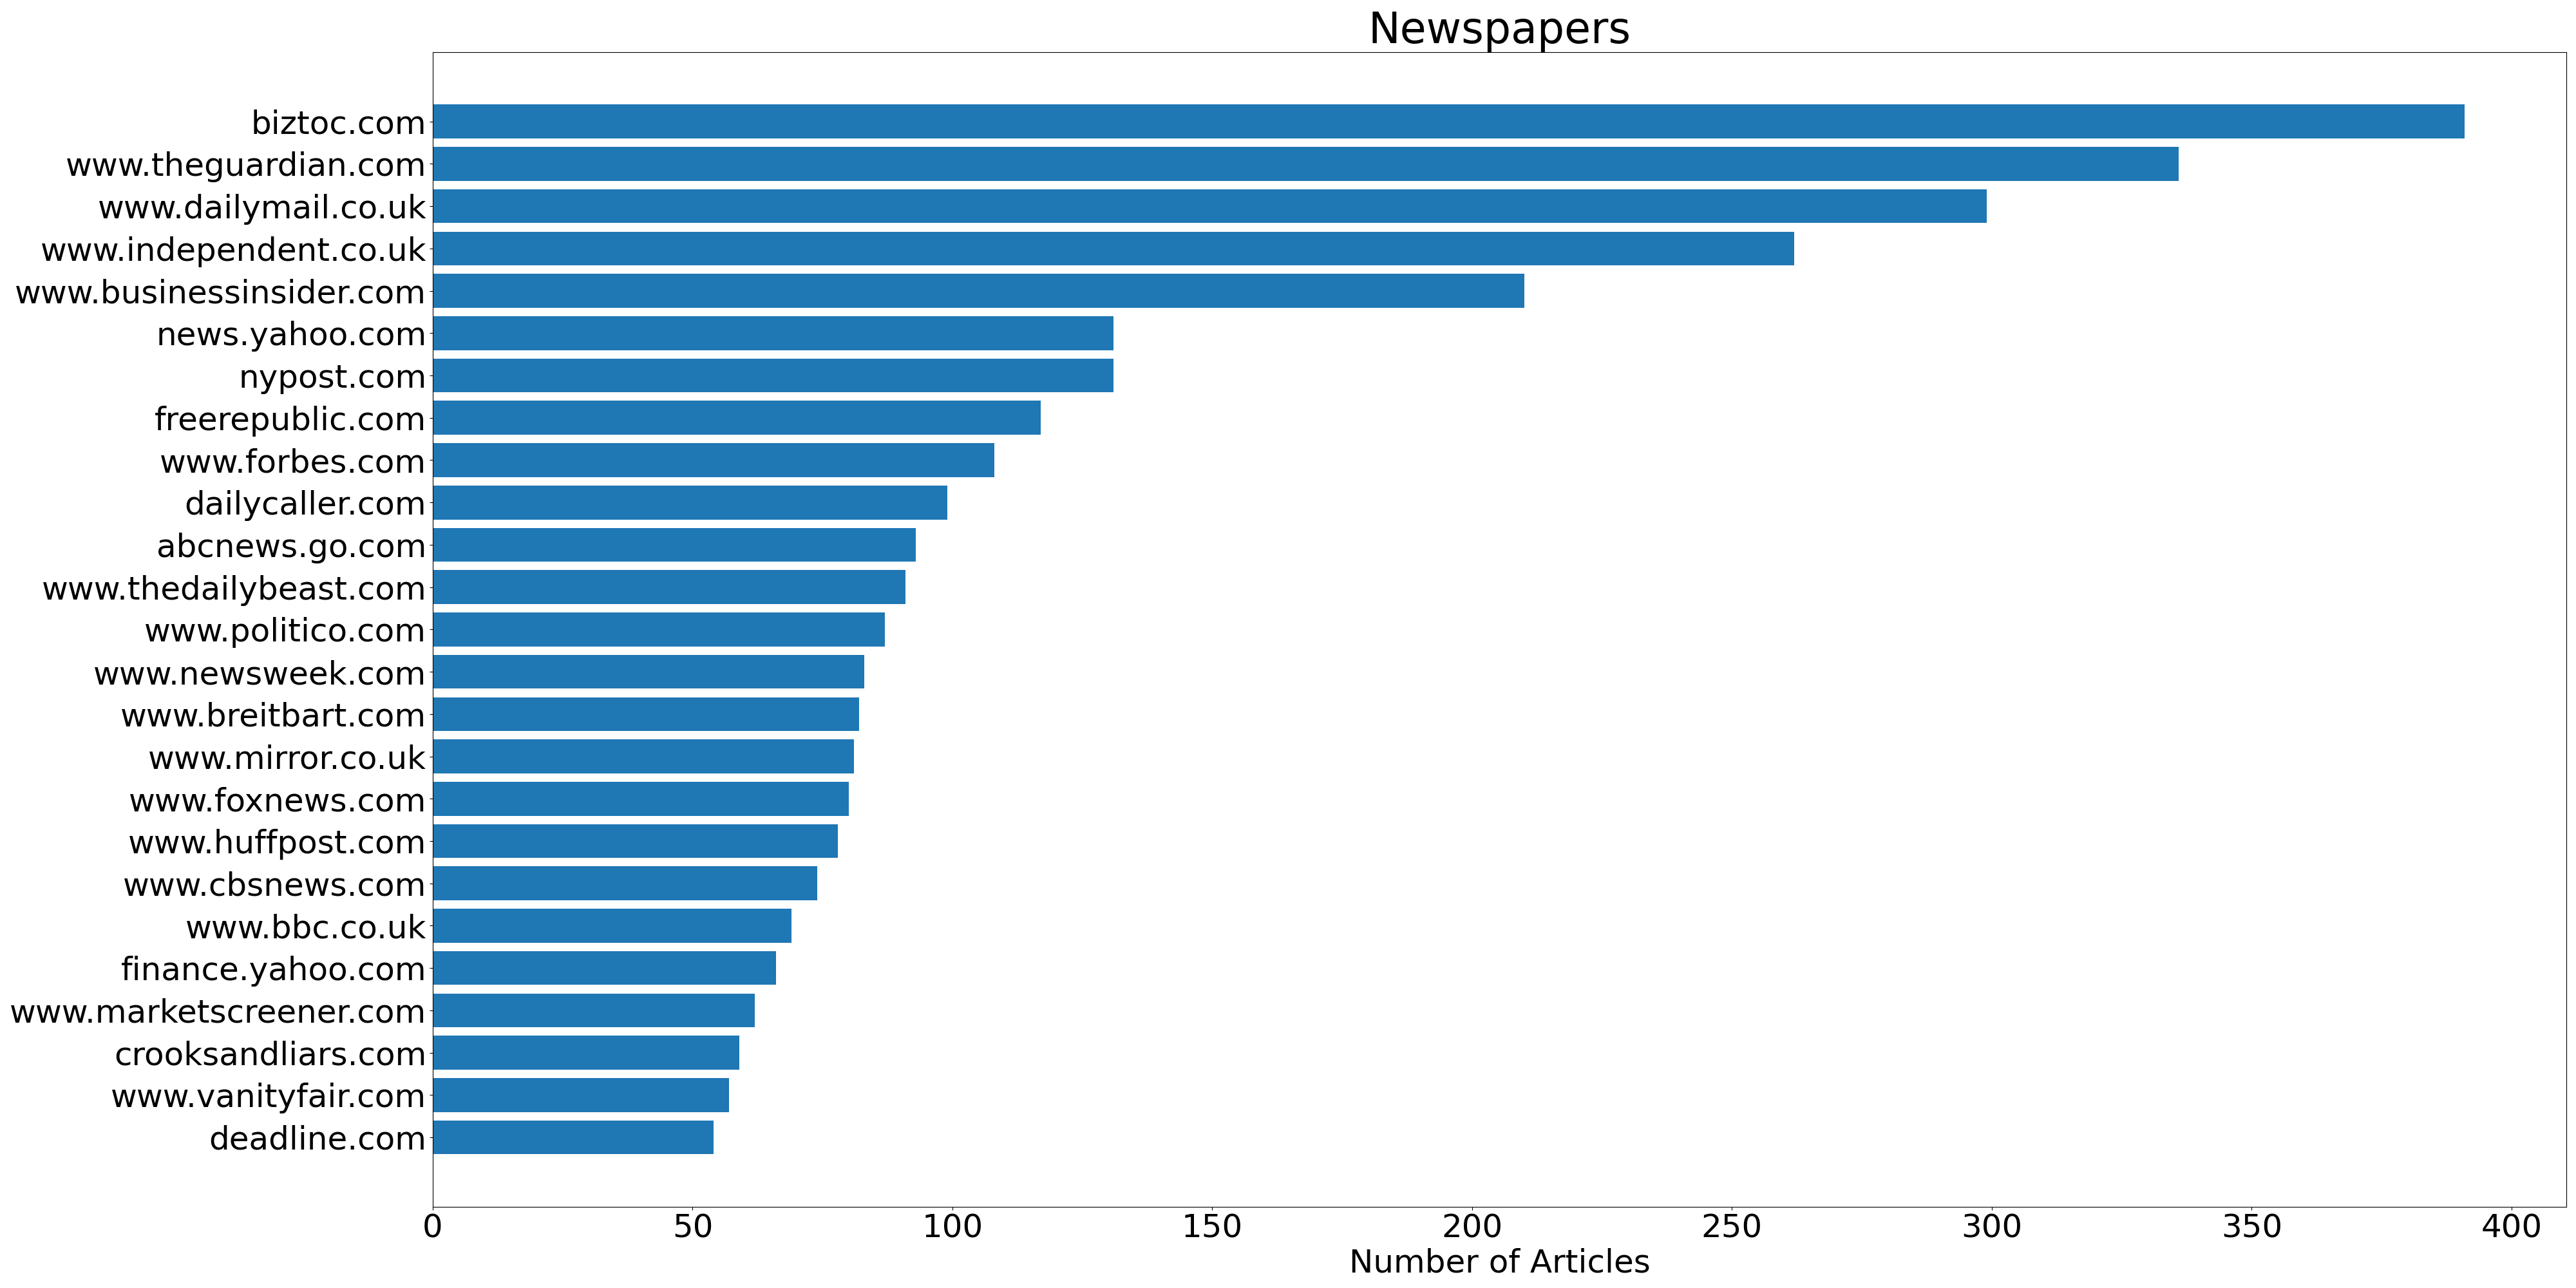 Newspapers
biztoc.com
www.theguardian.com
www.dailymail.co.uk
www.independent.co.uk
www.businessinsider.com
news.yahoo.com
nypost.com
freerepublic.com
www.forbes.com
dailycaller.com
abcnews.go.com
www.thedailybeast.com
www.politico.com
www.newsweek.com
www.breitbart.com
www.mirror.co.uk
www.foxnews.com
www.huffpost.com
www.cbsnews.com
www.bbc.co.uk
finance.yahoo.com
www.marketscreener.com
crooksandliars.com
www.vanityfair.com
deadline.com
0 50 100 150 200 250 300 350 400
Number of Articles